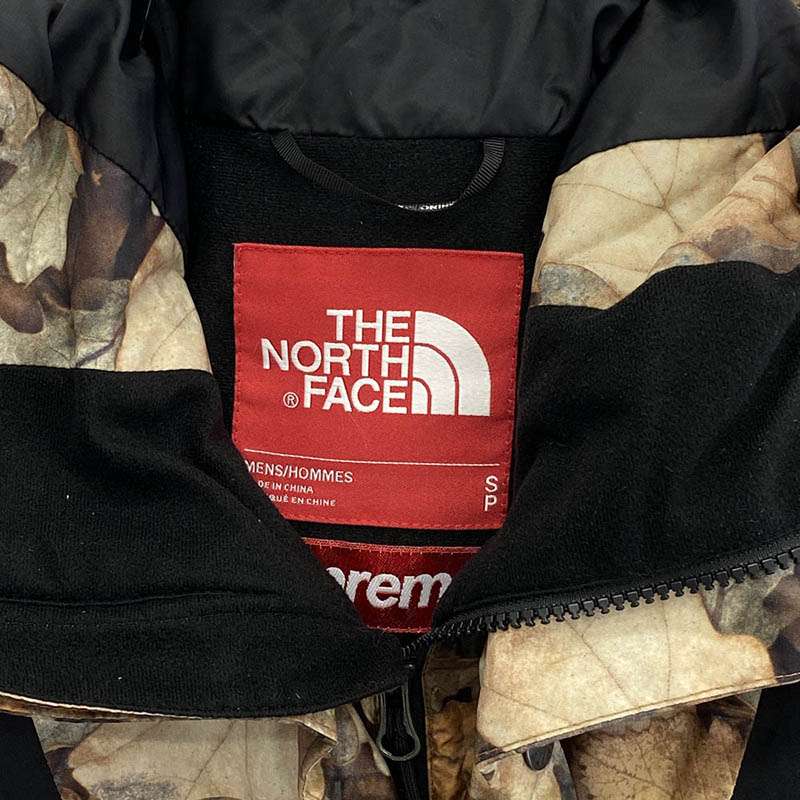 THE
NORTH
® FACE
MENS/HOMMES S
DE IN CHINA P
QUÉ EN CHINE
prem